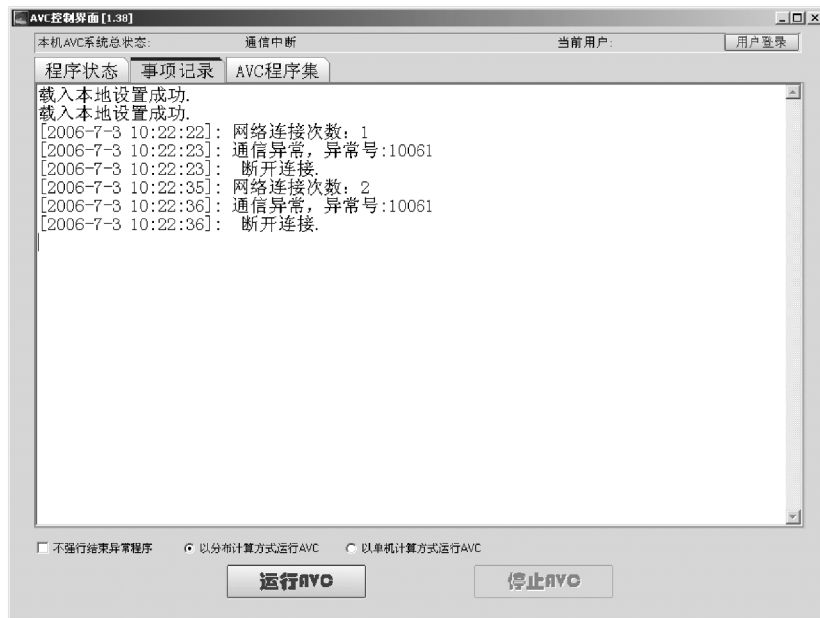 AVC控制界面[1.38]
本机AVC系统总状态: 通信中断 当前用户: 用户登录
程序状态 事项记录 AVC程序集
载入本地设置成功.
载入本地设置成功.
[2006-7-3 10:22:22]: 网络连接次数: 1
[2006-7-3 10:22:23]: 通信异常, 异常号:10061
[2006-7-3 10:22:23]: 断开连接.
[2006-7-3 10:22:35]: 网络连接次数: 2
[2006-7-3 10:22:36]: 通信异常, 异常号:10061
[2006-7-3 10:22:36]: 断开连接.
不强行结束异常程序 以分布计算方式运行AVC 以单机计算方式运行AVC
运行AVC 停止AVC